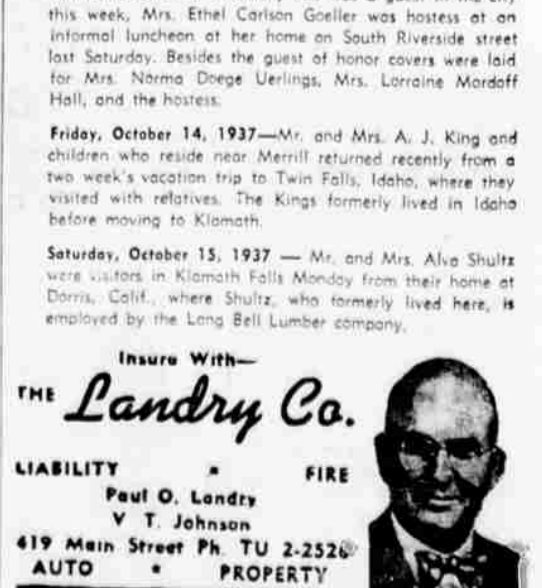 this week, Mrs. Ethel Carlson Goeller was hostess at an
informal luncheon at her home on South Riverside street
last Saturday. Besides the guest of honor covers were laid
for Mrs. Norma Doege Uerlings, Mrs. Lorraine Mardoff
Hall, and the hostess.
Friday, October 14, 1937—Mr. and Mrs. A. J. King and
children who reside near Merrill returned recently from a
two week's vacation trip to Twin Falls, Idaho, where they
visited with relatives. The Kings formerly lived in Idaho
before moving to Klamath.
Saturday, October 15, 1937 — Mr. and Mrs. Alva Shultz
were visitors in Klamath Falls Monday from their home at
Dorris, Calif., where Shultz, who formerly lived here, is
employed by the Long Bell Lumber company.
Insure With—
THE Landry Co.
LIABILITY * FIRE
Paul O. Landry
V T. Johnson
419 Main Street Ph. TU 2-2526
AUTO * PROPERTY